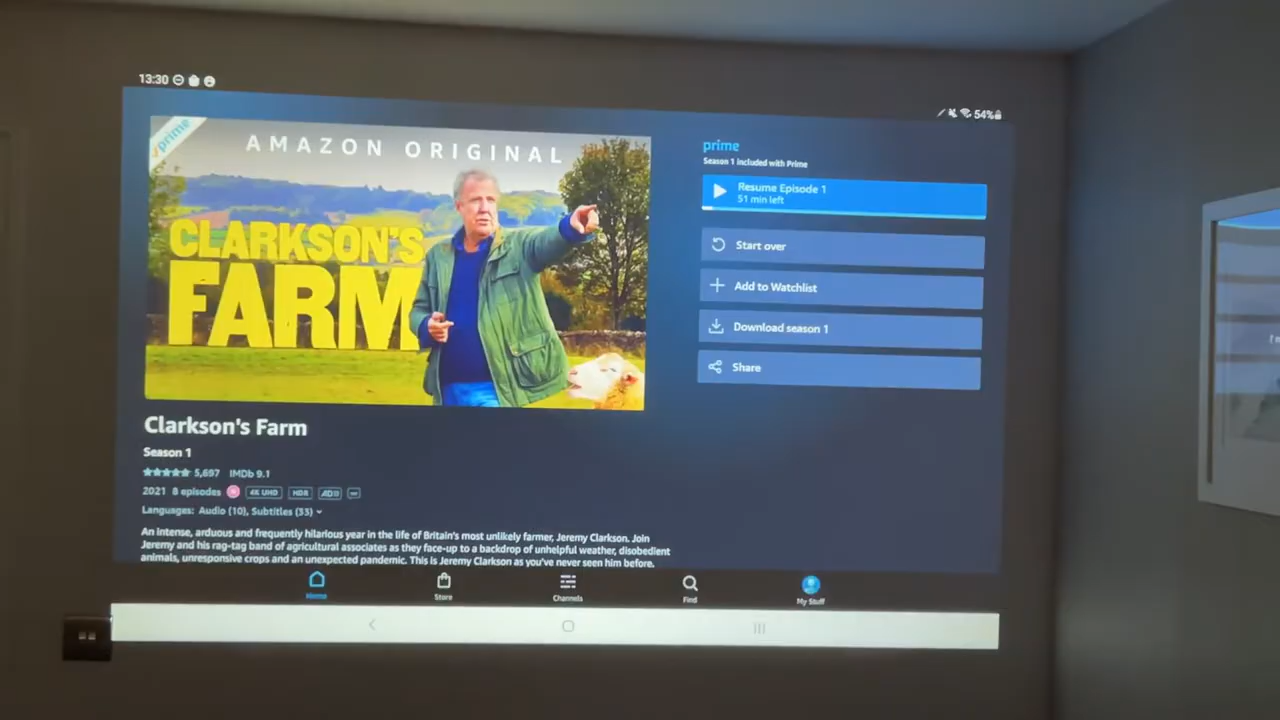 13:30
54%
prime
AMAZON ORIGINAL
CLARKSON'S
FARM
prime
Season 1 included with Prime
Resume Episode 1
51 min left
Start over
Add to Watchlist
Download season 1
Share
Clarkson's Farm
Season 1
5,697 IMDb 9.1
2021 8 episodes 4K UHD HDR AD))
Languages: Audio (10), Subtitles (33)
An intense, arduous and frequently hilarious year in the life of Britain's most unlikely farmer, Jeremy Clarkson. Join
Jeremy and his rag-tag band of agricultural associates as they face-up to a backdrop of unhelpful weather, disobedient
animals, unresponsive crops and an unexpected pandemic. This is Jeremy Clarkson as you've never seen him before.
Home
Store
Channels
Find
My Stuff